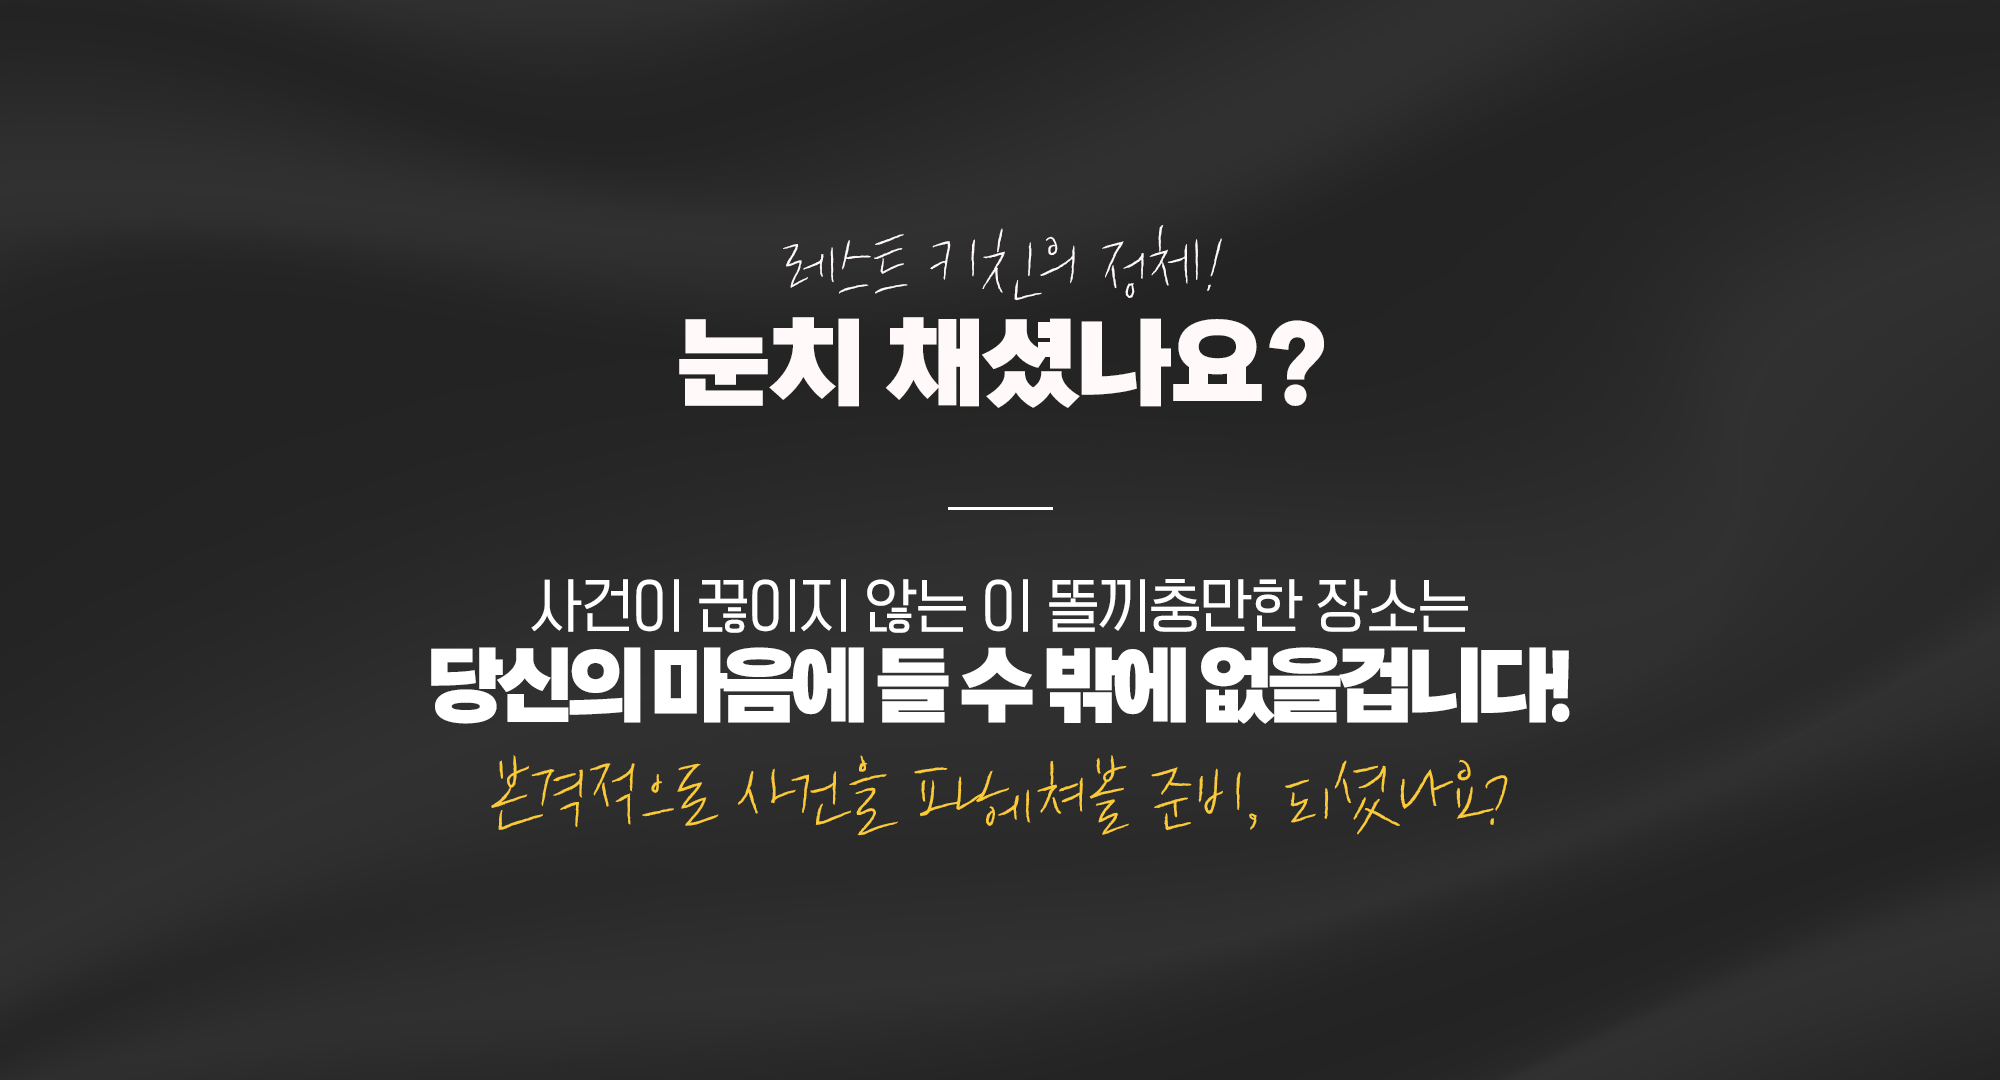 레스트 키친의 정체!
눈치 채셨나요?
사건이 끊이지 않는 이 똘끼충만한 장소는
당신의 마음에 들 수 밖에 없을겁니다!
본격적으로 사건을 파헤쳐볼 준비, 되셨나요?